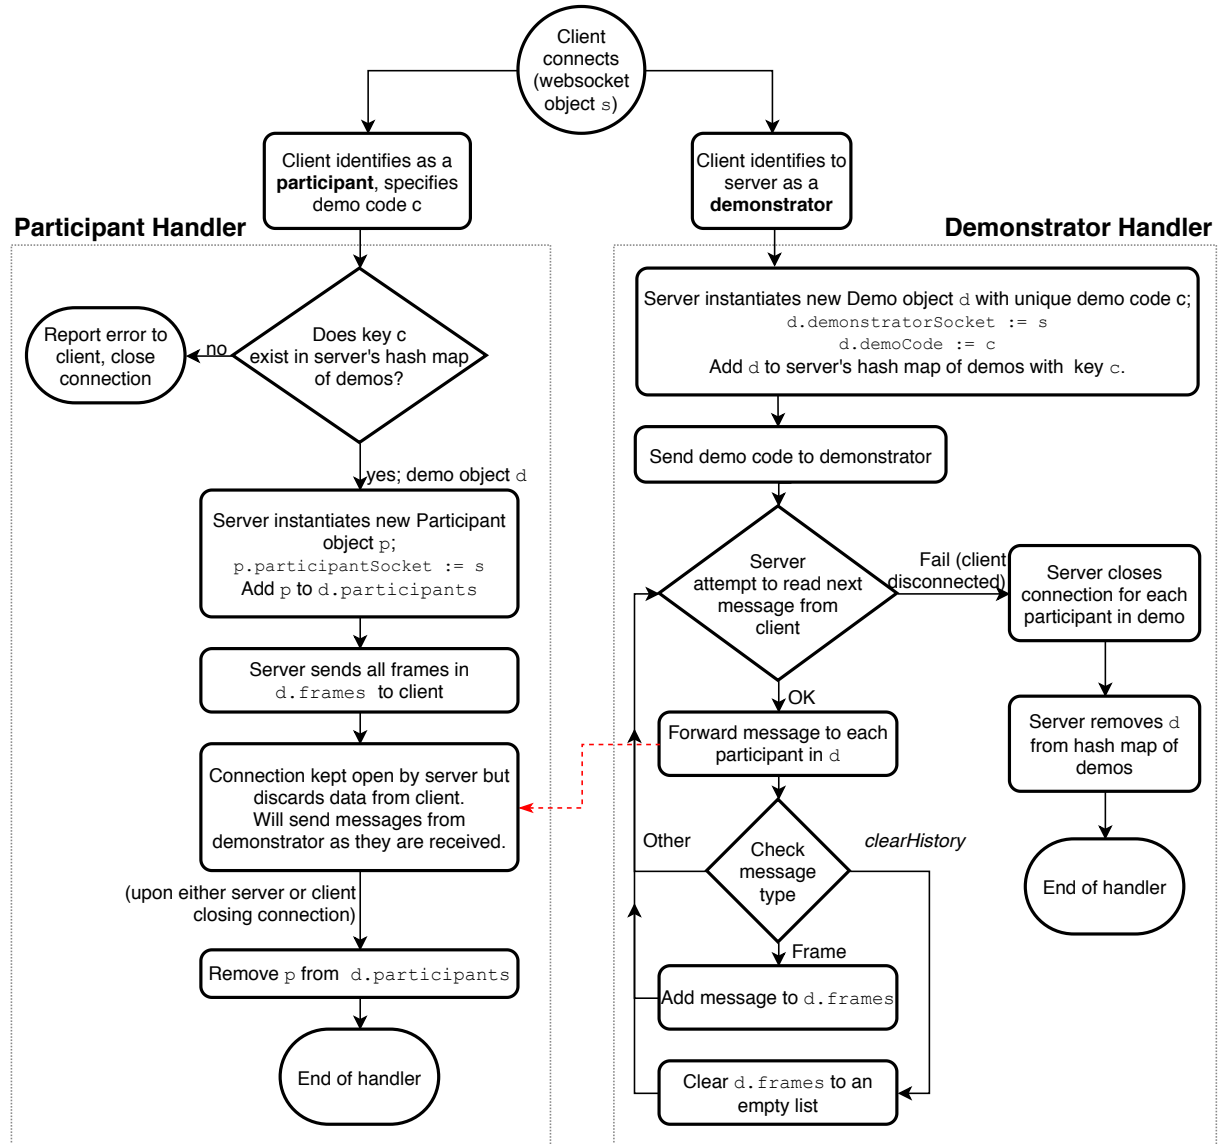 Client
connects
(websocket
object s)
Client identifies as a
participant, specifies
demo code c
Client identifies to
server as a
demonstrator
Participant Handler
Demonstrator Handler
Does key c
exist in server's hash map
of demos?
no
Report error to
client, close
connection
yes; demo object d
Server instantiates new Participant
object p;
p.participantSocket := s
Add p to d.participants
Server sends all frames in
d.frames to client
Connection kept open by server but
discards data from client.
Will send messages from
demonstrator as they are received.
(upon either server or client
closing connection)
Remove p from d.participants
End of handler
Server instantiates new Demo object d with unique demo code c;
d.demonstratorSocket := s
d.demoCode := c
Add d to server's hash map of demos with key c.
Send demo code to demonstrator
Server
attempt to read next
message from
client
Fail (client
disconnected)
Server closes
connection for each
participant in demo
Server removes d
from hash map of
demos
End of handler
OK
Forward message to each
participant in d
Check
message
type
Other
clearHistory
Frame
Add message to d.frames
Clear d.frames to an
empty list